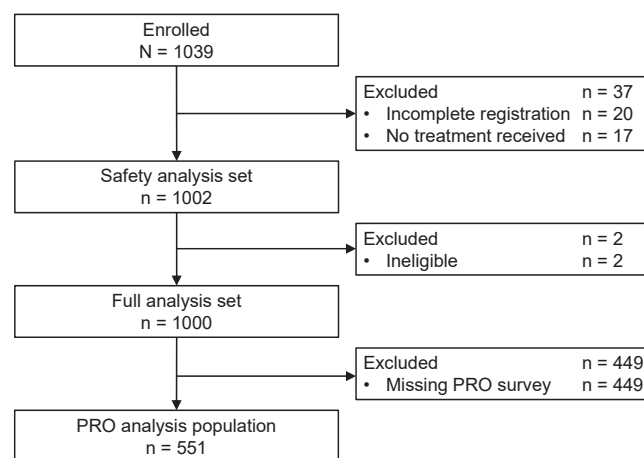 Enrolled
N = 1039
Excluded n = 37
• Incomplete registration n = 20
• No treatment received n = 17
Safety analysis set
n = 1002
Excluded n = 2
• Ineligible n = 2
Full analysis set
n = 1000
Excluded n = 449
• Missing PRO survey n = 449
PRO analysis population
n = 551